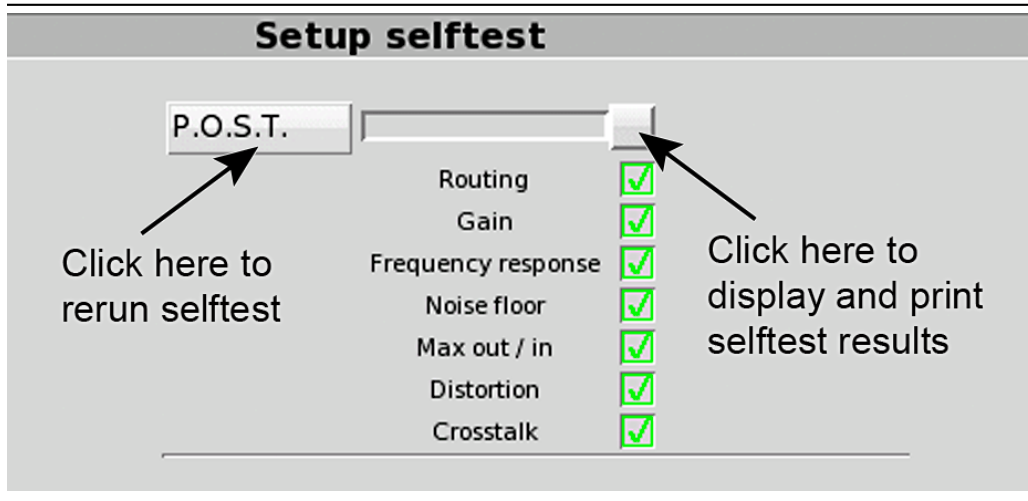 Setup selftest
P.O.S.T.
Routing
Gain
Frequency response
Noise floor
Max out / in
Distortion
Crosstalk
Click here to
rerun selftest
Click here to
display and print
selftest results